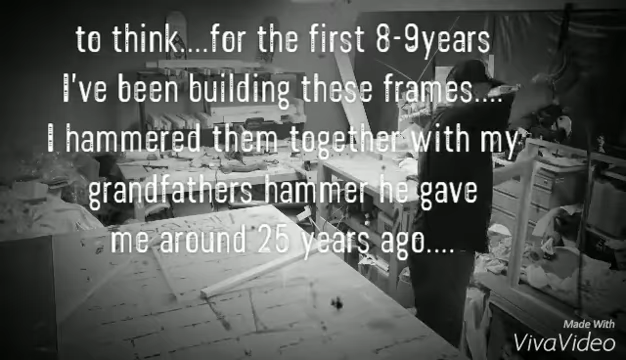 to think....for the first 8-9years
I've been building these frames....
I hammered them together with my
grandfathers hammer he gave
me around 25 years ago....
Made With
VivaVideo